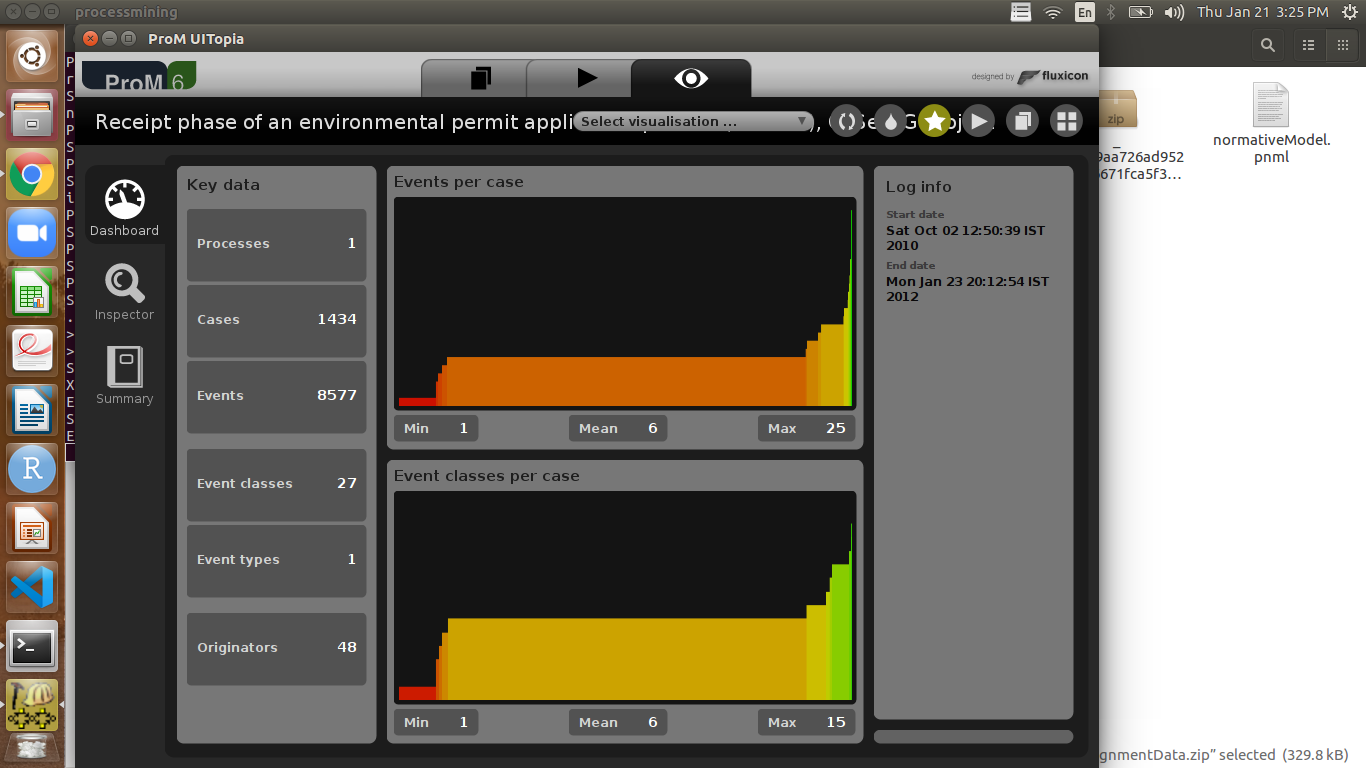 processmining
En
Thu Jan 21 3:25 PM
ProM UITopia
ProM 6
designed by fluxicon
Receipt phase of an environmental permit appli
Select visualisation ...
Dashboard
Inspector
Summary
Key data
Processes 1
Cases 1434
Events 8577
Event classes 27
Event types 1
Originators 48
Events per case
Min 1
Mean 6
Max 25
Event classes per case
Min 1
Mean 6
Max 15
Log info
Start date
Sat Oct 02 12:50:39 IST
2010
End date
Mon Jan 23 20:12:54 IST
2012
zip
9aa726ad952
671fca5f3...
normativeModel.
pnml
gnmentData.zip” selected (329.8 kB)
P
r
S
n
P
S
P
S
i
P
S
P
S
P
S
.
>
>
S
X
E
S
E
R